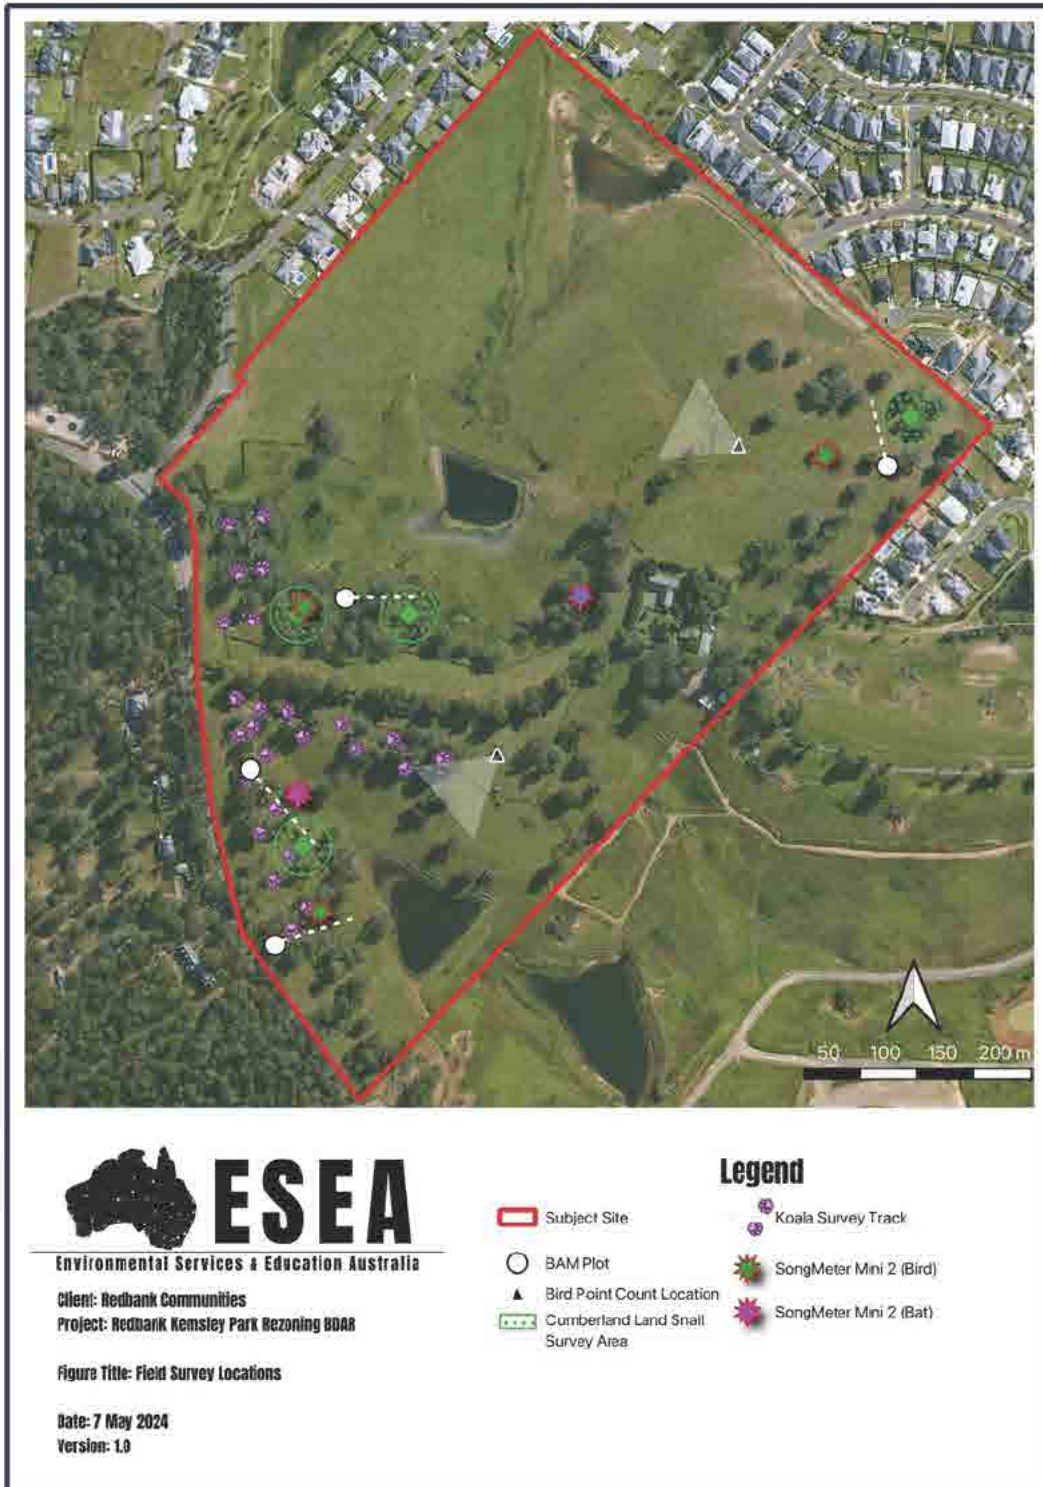 50 100 150 200 m
ESEA
Environmental Services & Education Australia
Client: Redbank Communities
Project: Redbank Kemsley Park Rezoning BDAR
Figure Title: Field Survey Locations
Date: 7 May 2024
Version: 1.0
Legend
Subject Site
BAM Plot
Bird Point Count Location
Cumberland Land Snail
Survey Area
Koala Survey Track
SongMeter Mini 2 (Bird)
SongMeter Mini 2 (Bat)